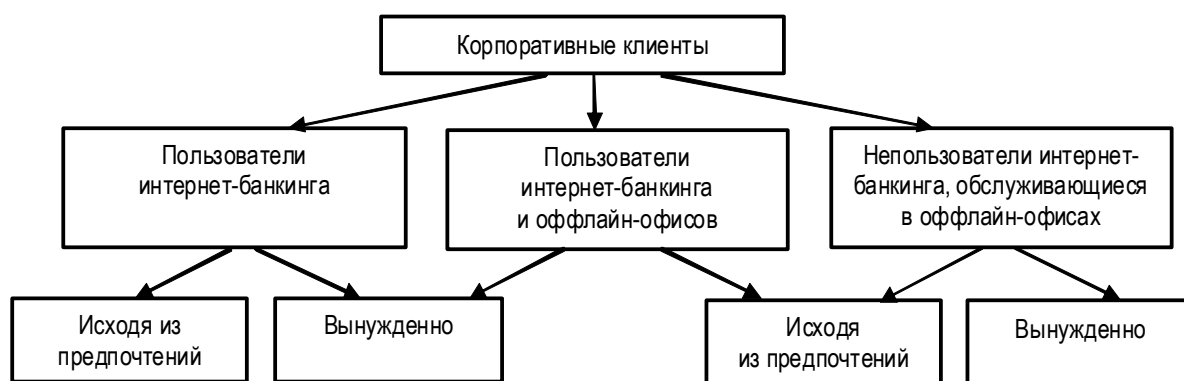 Корпоративные клиенты
Пользователи
интернет-банкинга
Пользователи
интернет-банкинга
и оффлайн-офисов
Непользователи интернет-
банкинга, обслуживающиеся
в оффлайн-офисах
Исходя из
предпочтений
Вынужденно
Исходя
из предпочтений
Вынужденно